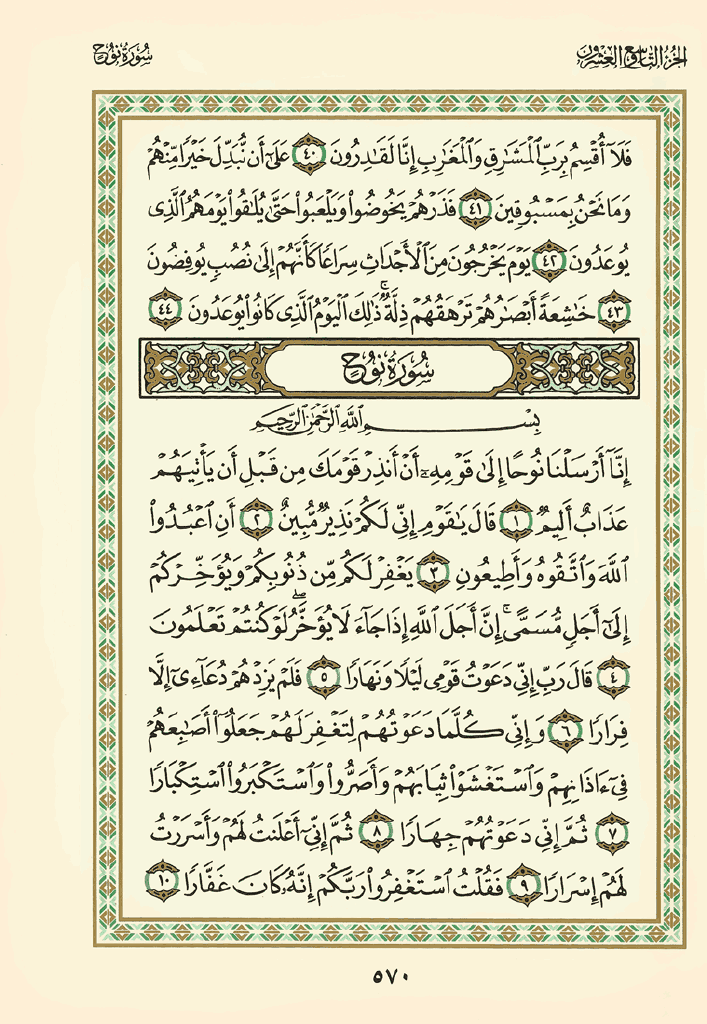 الجزء التاسع والعشرون
سورة نوح
فَلَآ أُقْسِمُ بِرَبِّ ٱلْمَشَٰرِقِ وَٱلْمَغَٰرِبِ إِنَّا لَقَٰدِرُونَ ٤٠ عَلَىٰٓ أَن نُّبَدِّلَ خَيْرًا مِّنْهُمْ
وَمَا نَحْنُ بِمَسْبُوقِينَ ٤١ فَذَرْهُمْ يَخُوضُوا۟ وَيَلْعَبُوا۟ حَتَّىٰ يُلَٰقُوا۟ يَوْمَهُمُ ٱلَّذِى
يُوعَدُونَ ٤٢ يَوْمَ يَخْرُجُونَ مِنَ ٱلْأَجْدَاثِ سِرَاعًا كَأَنَّهُمْ إِلَىٰ نُصُبٍ يُوفِضُونَ
٤٣ خَٰشِعَةً أَبْصَٰرُهُمْ تَرْهَقُهُمْ ذِلَّةٌ ۚ ذَٰلِكَ ٱلْيَوْمُ ٱلَّذِى كَانُوا۟ يُوعَدُونَ ٤٤
سُورَةُ نُوحٍ
بِسْمِ ٱللَّهِ ٱلرَّحْمَٰنِ ٱلرَّحِيمِ
إِنَّآ أَرْسَلْنَا نُوحًا إِلَىٰ قَوْمِهِۦٓ أَنْ أَنذِرْ قَوْمَكَ مِن قَبْلِ أَن يَأْتِيَهُمْ
عَذَابٌ أَلِيمٌ ١ قَالَ يَٰقَوْمِ إِنِّى لَكُمْ نَذِيرٌ مُّبِينٌ ٢ أَنِ ٱعْبُدُوا۟
ٱللَّهَ وَٱتَّقُوهُ وَأَطِيعُونِ ٣ يَغْفِرْ لَكُم مِّن ذُنُوبِكُمْ وَيُؤَخِّرْكُمْ
إِلَىٰٓ أَجَلٍ مُّسَمًّى ۚ إِنَّ أَجَلَ ٱللَّهِ إِذَا جَآءَ لَا يُؤَخَّرُ ۖ لَوْ كُنتُمْ تَعْلَمُونَ
٤ قَالَ رَبِّ إِنِّى دَعَوْتُ قَوْمِى لَيْلًا وَنَهَارًا ٥ فَلَمْ يَزِدْهُمْ دُعَآءِىٓ إِلَّا
فِرَارًا ٦ وَإِنِّى كُلَّمَا دَعَوْتُهُمْ لِتَغْفِرَ لَهُمْ جَعَلُوٓا۟ أَصَٰبِعَهُمْ
فِىٓ ءَاذَانِهِمْ وَٱسْتَغْشَوْا۟ ثِيَابَهُمْ وَأَصَرُّوا۟ وَٱسْتَكْبَرُوا۟ ٱسْتِكْبَارًا
٧ ثُمَّ إِنِّى دَعَوْتُهُمْ جِهَارًا ٨ ثُمَّ إِنِّىٓ أَعْلَنتُ لَهُمْ وَأَسْرَرْتُ
لَهُمْ إِسْرَارًا ٩ فَقُلْتُ ٱسْتَغْفِرُوا۟ رَبَّكُمْ إِنَّهُۥ كَانَ غَفَّارًا ١٠
٥٧٠